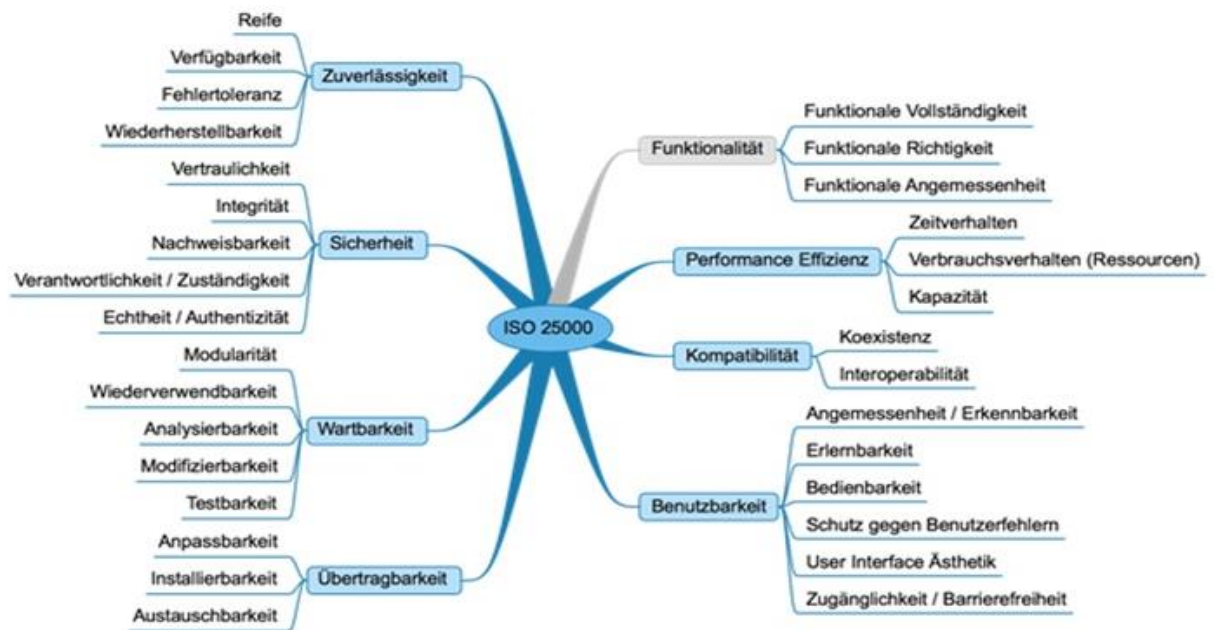 Zuverlässigkeit
Reife
Verfügbarkeit
Fehlertoleranz
Wiederherstellbarkeit
Sicherheit
Vertraulichkeit
Integrität
Nachweisbarkeit
Verantwortlichkeit / Zuständigkeit
Echtheit / Authentizität
Wartbarkeit
Modularität
Wiederverwendbarkeit
Analysierbarkeit
Modifizierbarkeit
Testbarkeit
Übertragbarkeit
Anpassbarkeit
Installierbarkeit
Austauschbarkeit
ISO 25000
Funktionalität
Funktionale Vollständigkeit
Funktionale Richtigkeit
Funktionale Angemessenheit
Performance Effizienz
Zeitverhalten
Verbrauchsverhalten (Ressourcen)
Kapazität
Kompatibilität
Koexistenz
Interoperabilität
Benutzbarkeit
Angemessenheit / Erkennbarkeit
Erlernbarkeit
Bedienbarkeit
Schutz gegen Benutzerfehlern
User Interface Ästhetik
Zugänglichkeit / Barrierefreiheit